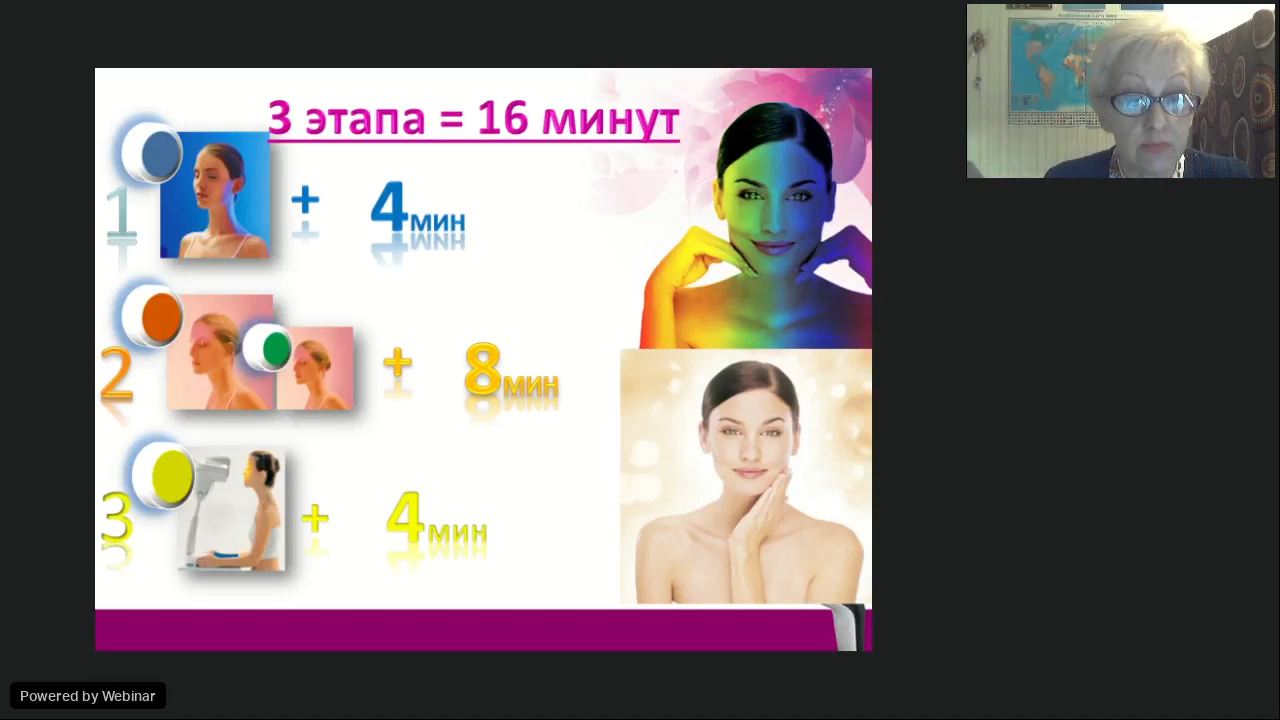 3 этапа = 16 минут
1 + 4мин
2 + 8мин
3 + 4мин
Powered by Webinar